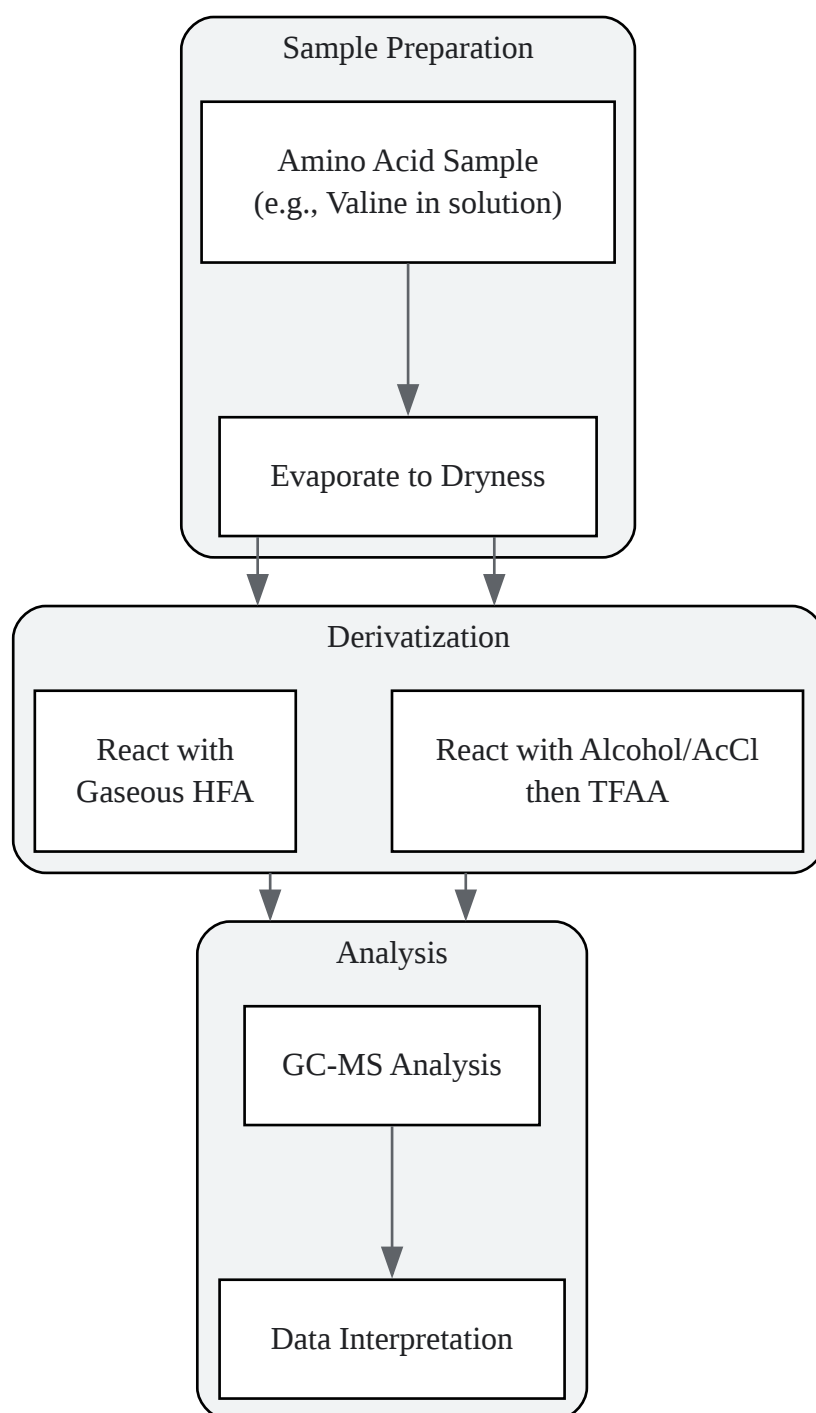 Sample Preparation
Amino Acid Sample
(e.g., Valine in solution)
Evaporate to Dryness
Derivatization
React with
Gaseous HFA
React with Alcohol/AcCl
then TFAA
Analysis
GC-MS Analysis
Data Interpretation